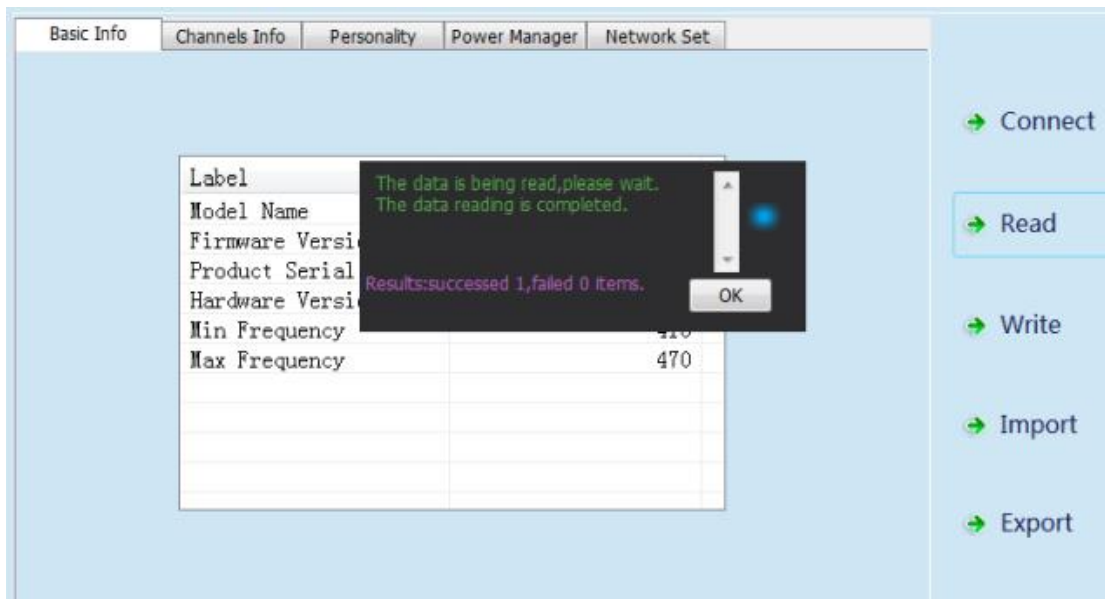 Basic Info Channels Info Personality Power Manager Network Set
Connect
Label
The data is being read,please wait.
The data reading is completed.
Model Name
Read
Firmware Versi
Product Serial
Results:successed 1,failed 0 items.
OK
Hardware Versi
Min Frequency
Write
Max Frequency 470
Import
Export